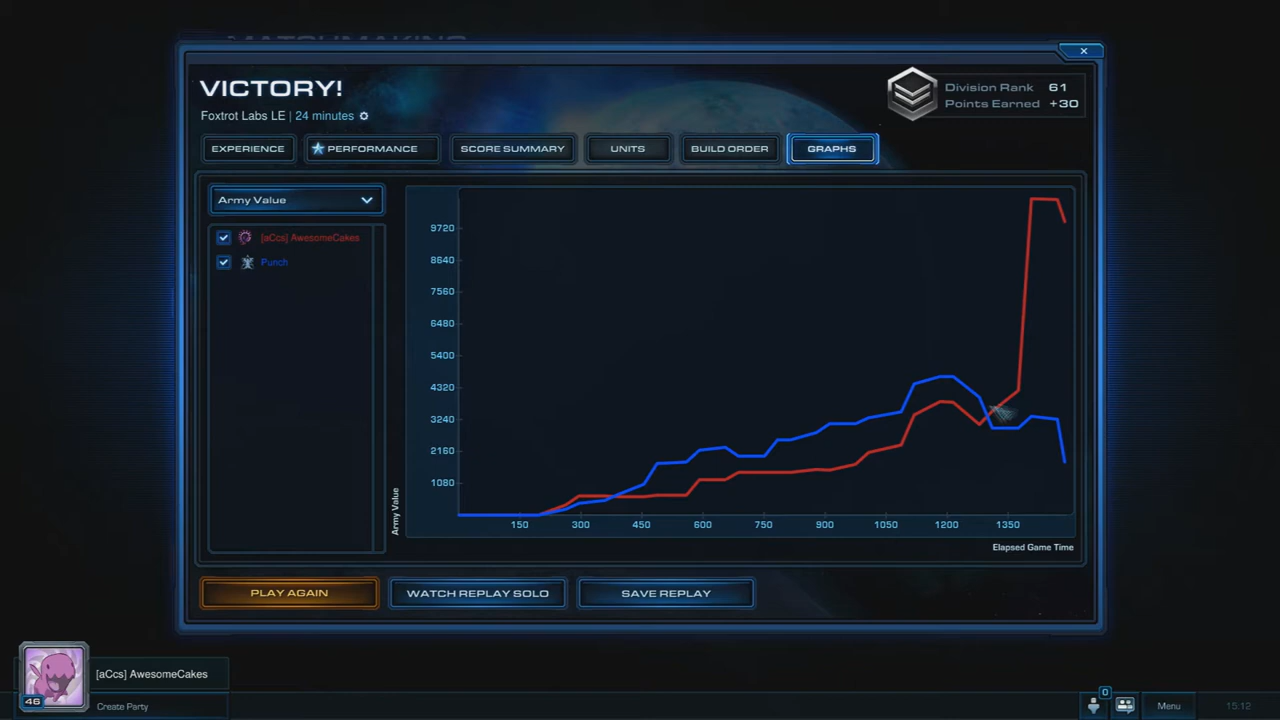 VICTORY!
Foxtrot Labs LE | 24 minutes
Division Rank 61
Points Earned +30
EXPERIENCE
PERFORMANCE
SCORE SUMMARY
UNITS
BUILD ORDER
GRAPHS
Army Value
[aCcs] AwesomeCakes
Punch
9720
8640
7560
6480
5400
4320
3240
2160
1080
Army Value
150 300 450 600 750 900 1050 1200 1350
Elapsed Game Time
PLAY AGAIN
WATCH REPLAY SOLO
SAVE REPLAY
[aCcs] AwesomeCakes
46
Create Party
0
Menu
15:12